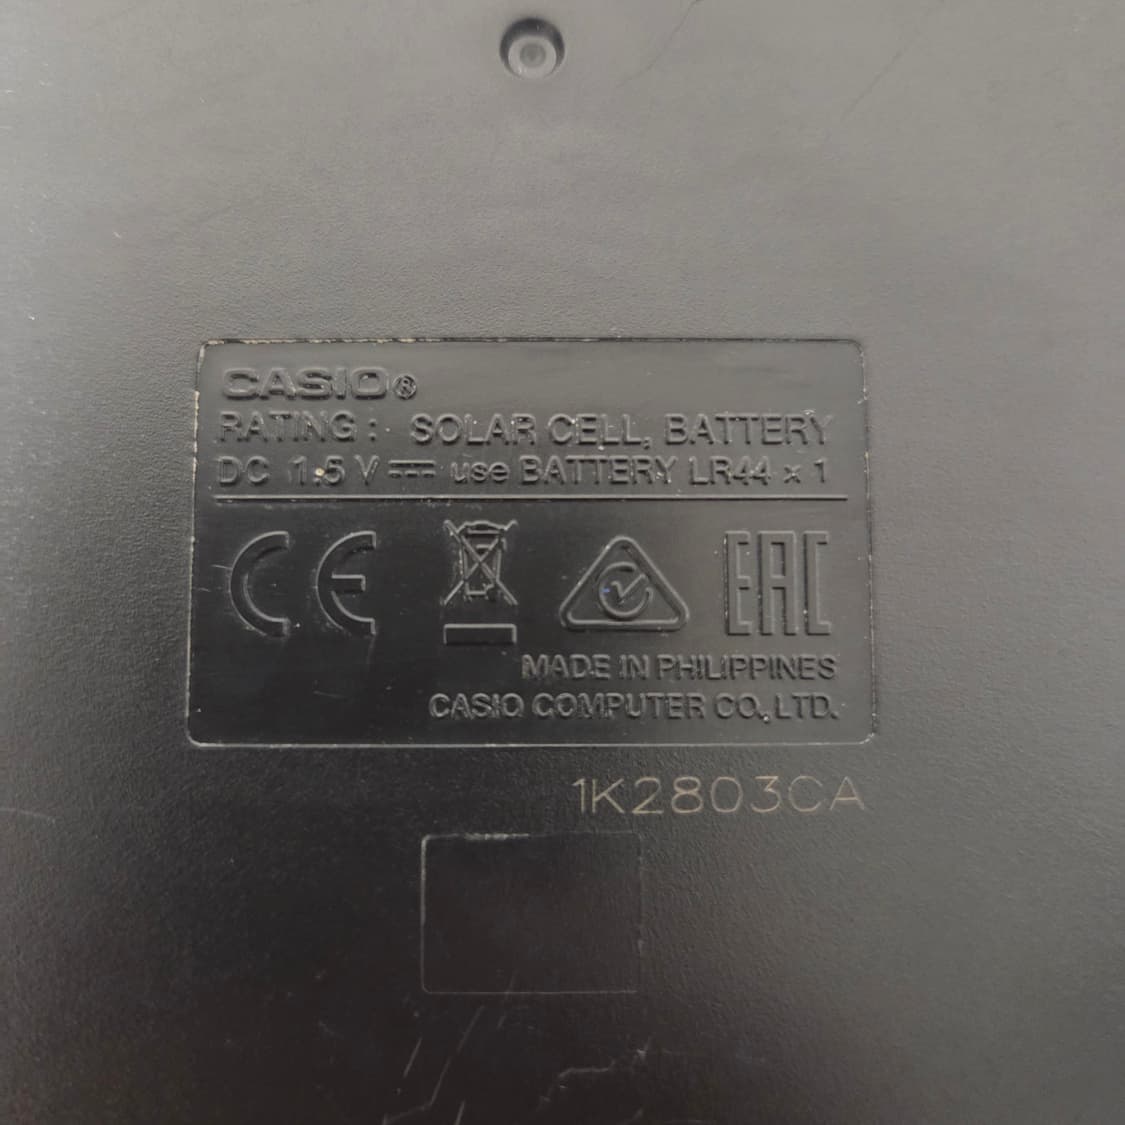 CASIO®
RATING : SOLAR CELL, BATTERY
DC 1.5 V ⎓ use BATTERY LR44 x 1
CE EAC
MADE IN PHILIPPINES
CASIO COMPUTER CO., LTD.
1K2803CA